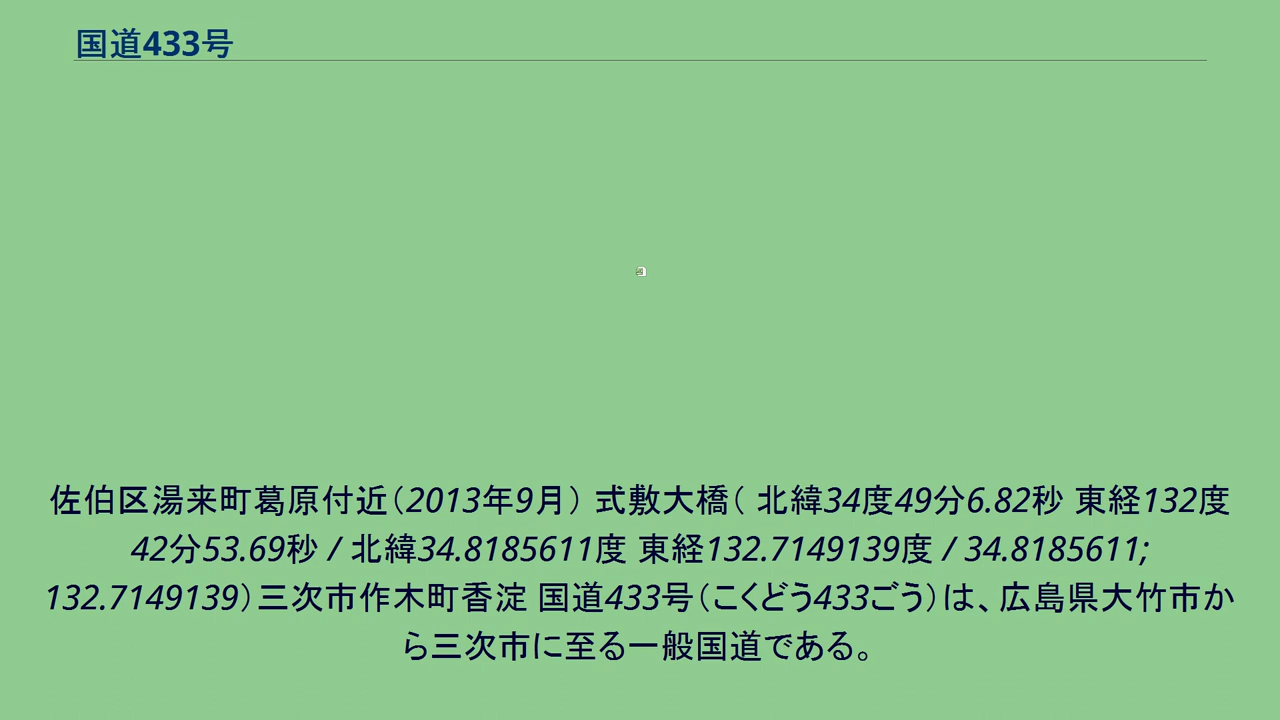 国道433号
佐伯区湯来町葛原付近（2013年9月） 式敷大橋（ 北緯34度49分6.82秒 東経132度
42分53.69秒 / 北緯34.8185611度 東経132.7149139度 / 34.8185611;
132.7149139）三次市作木町香淀 国道433号（こくどう433ごう）は、広島県大竹市か
ら三次市に至る一般国道である。